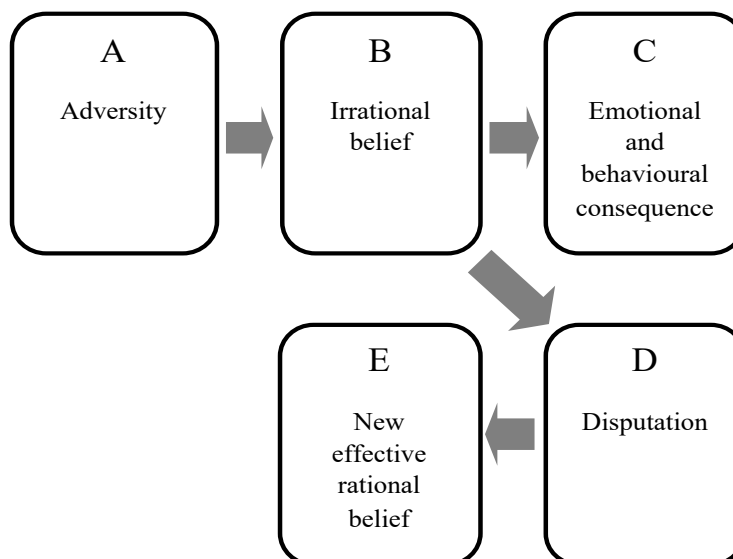 A
Adversity
B
Irrational
belief
C
Emotional
and
behavioural
consequence
E
New
effective
rational
belief
D
Disputation